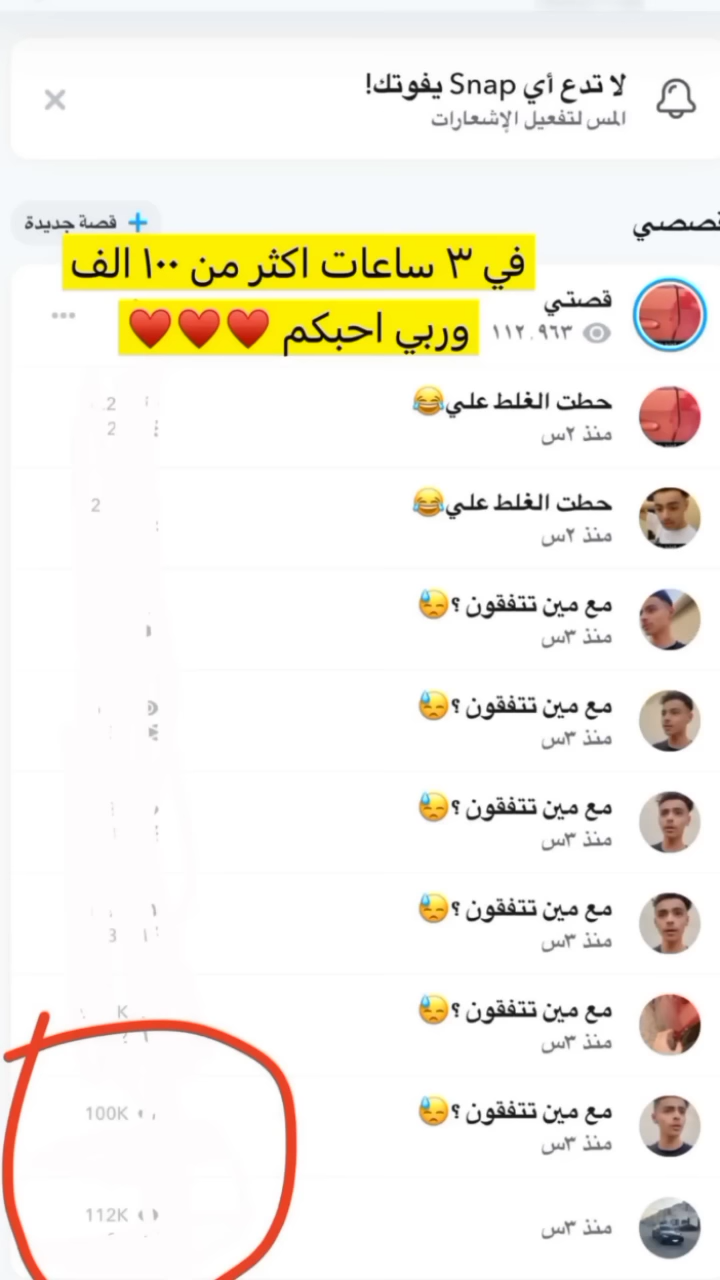 لا تدع أي Snap يفوتك!
المس لتفعيل الإشعارات
قصصي
+ قصة جديدة
في ٣ ساعات اكثر من ١٠٠ الف
وربي احبكم ♥️♥️♥️
قصتي
١١٢.٩٦٣
حطت الغلط علي😂
منذ ٢س
حطت الغلط علي😂
منذ ٢س
مع مين تتفقون ؟😓
منذ ٣س
مع مين تتفقون ؟😓
منذ ٣س
مع مين تتفقون ؟😓
منذ ٣س
مع مين تتفقون ؟😓
منذ ٣س
مع مين تتفقون ؟😓
منذ ٣س
مع مين تتفقون ؟😓
منذ ٣س
100K
منذ ٣س
112K